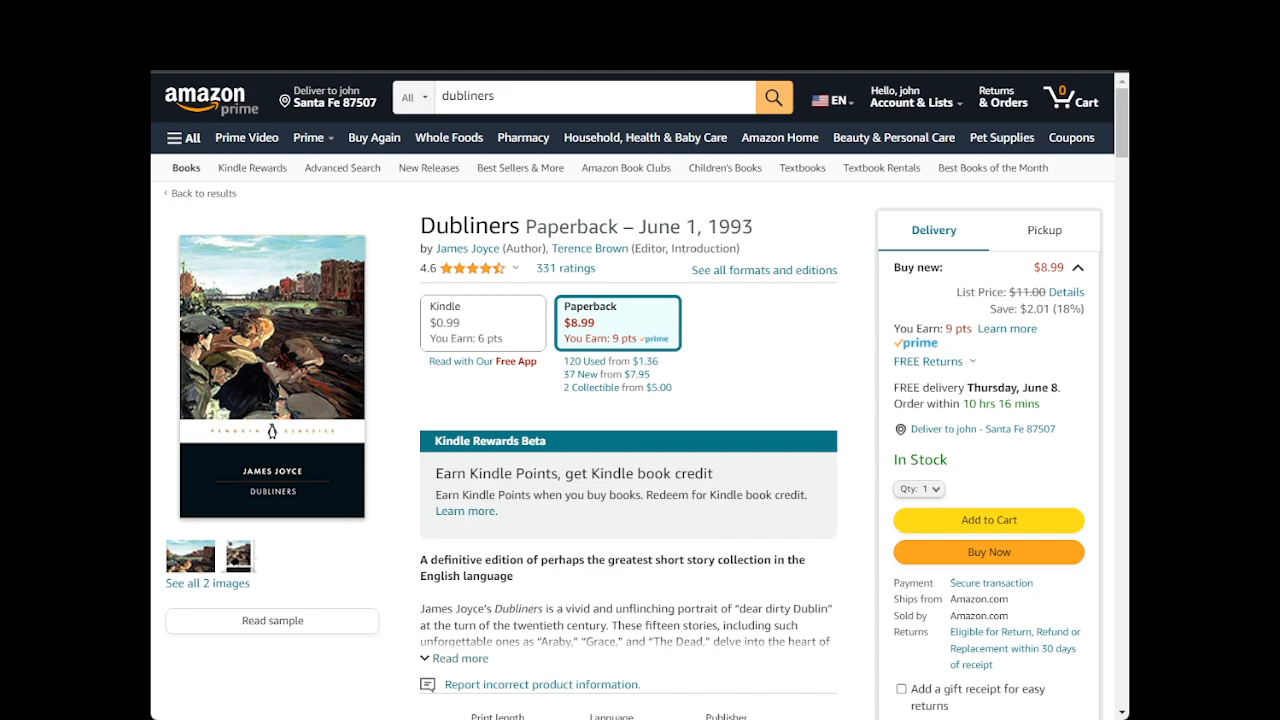 amazon
prime
Deliver to john
Santa Fe 87507
All
dubliners
EN
Hello, john
Account & Lists
Returns
& Orders
0
Cart
All
Prime Video
Prime
Buy Again
Whole Foods
Pharmacy
Household, Health & Baby Care
Amazon Home
Beauty & Personal Care
Pet Supplies
Coupons
Books
Kindle Rewards
Advanced Search
New Releases
Best Sellers & More
Amazon Book Clubs
Children's Books
Textbooks
Textbook Rentals
Best Books of the Month
‹ Back to results
PENGUIN CLASSICS
JAMES JOYCE
DUBLINERS
See all 2 images
Read sample
Dubliners Paperback – June 1, 1993
by James Joyce (Author), Terence Brown (Editor, Introduction)
4.6
331 ratings
See all formats and editions
Kindle
$0.99
You Earn: 6 pts
Read with Our Free App
Paperback
$8.99
You Earn: 9 pts prime
120 Used from $1.36
37 New from $7.95
2 Collectible from $5.00
Kindle Rewards Beta
Earn Kindle Points, get Kindle book credit
Earn Kindle Points when you buy books. Redeem for Kindle book credit.
Learn more.
A definitive edition of perhaps the greatest short story collection in the
English language
James Joyce’s Dubliners is a vivid and unflinching portrait of “dear dirty Dublin”
at the turn of the twentieth century. These fifteen stories, including such
unforgettable ones as “Araby,” “Grace,” and “The Dead,” delve into the heart of
Read more
Report incorrect product information.
Print length
Language
Publisher
Delivery
Pickup
Buy new:
$8.99
List Price: $11.00 Details
Save: $2.01 (18%)
You Earn: 9 pts Learn more
prime
FREE Returns
FREE delivery Thursday, June 8.
Order within 10 hrs 16 mins
Deliver to john - Santa Fe 87507
In Stock
Qty: 1
Add to Cart
Buy Now
Payment Secure transaction
Ships from Amazon.com
Sold by Amazon.com
Returns Eligible for Return, Refund or
Replacement within 30 days
of receipt
Add a gift receipt for easy
returns